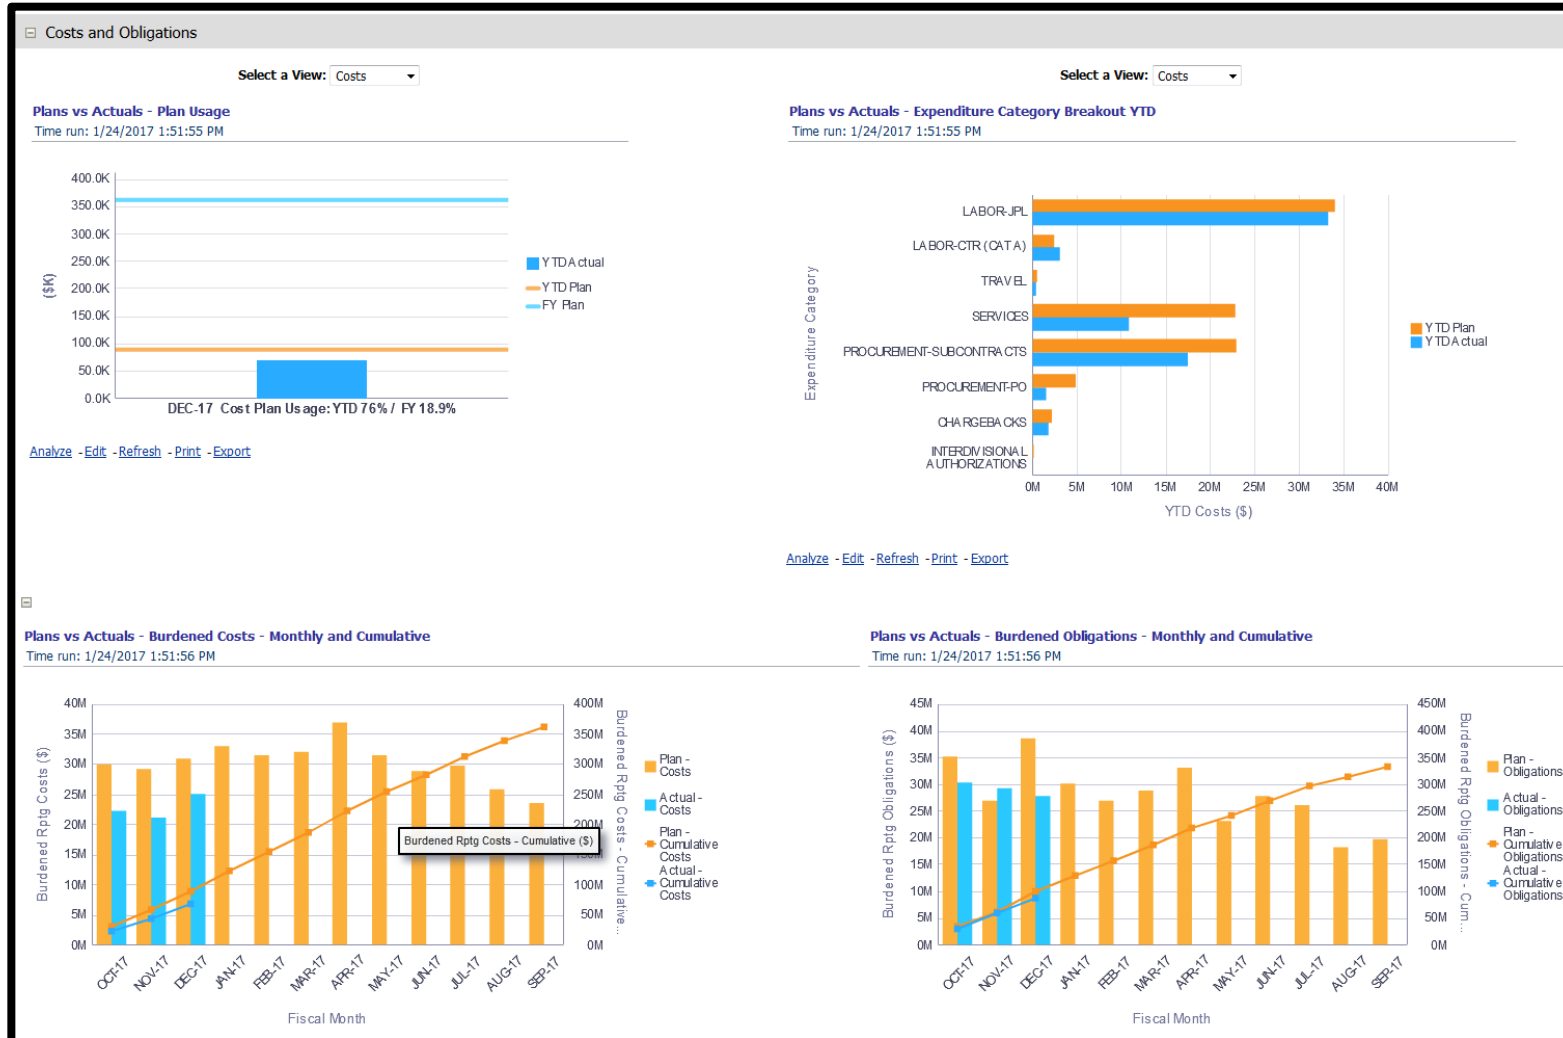 Costs and Obligations
Select a View: Costs
Plans vs Actuals - Plan Usage
Time run: 1/24/2017 1:51:55 PM
400.0K
350.0K
300.0K
250.0K
200.0K
150.0K
100.0K
50.0K
0.0K
($K)
YTD Actual
YTD Plan
FY Plan
DEC-17 Cost Plan Usage: YTD 76% / FY 18.9%
Analyze - Edit - Refresh - Print - Export
Select a View: Costs
Plans vs Actuals - Expenditure Category Breakout YTD
Time run: 1/24/2017 1:51:55 PM
Expenditure Category
LABOR-JPL
LABOR-CTR (CAT A)
TRAVEL
SERVICES
PROCUREMENT-SUBCONTRACTS
PROCUREMENT-PO
CHARGEBACKS
INTERDIVISIONAL
AUTHORIZATIONS
0M 5M 10M 15M 20M 25M 30M 35M 40M
YTD Costs ($)
YTD Plan
YTD Actual
Analyze - Edit - Refresh - Print - Export
Plans vs Actuals - Burdened Costs - Monthly and Cumulative
Time run: 1/24/2017 1:51:56 PM
Burdened Rptg Costs ($)
40M
35M
30M
25M
20M
15M
10M
5M
0M
400M
350M
300M
250M
200M
150M
100M
50M
0M
Burdened Rptg Costs - Cumulative...
Burdened Rptg Costs - Cumulative ($)
Plan -
Costs
Actual -
Costs
Plan -
Cumulative
Costs
Actual -
Cumulative
Costs
OCT-17 NOV-17 DEC-17 JAN-17 FEB-17 MAR-17 APR-17 MAY-17 JUN-17 JUL-17 AUG-17 SEP-17
Fiscal Month
Plans vs Actuals - Burdened Obligations - Monthly and Cumulative
Time run: 1/24/2017 1:51:56 PM
Burdened Rptg Obligations ($)
45M
40M
35M
30M
25M
20M
15M
10M
5M
0M
450M
400M
350M
300M
250M
200M
150M
100M
50M
0M
Burdened Rptg Obligations - Cum...
Plan -
Obligations
Actual -
Obligations
Plan -
Cumulative
Obligations
Actual -
Cumulative
Obligations
OCT-17 NOV-17 DEC-17 JAN-17 FEB-17 MAR-17 APR-17 MAY-17 JUN-17 JUL-17 AUG-17 SEP-17
Fiscal Month